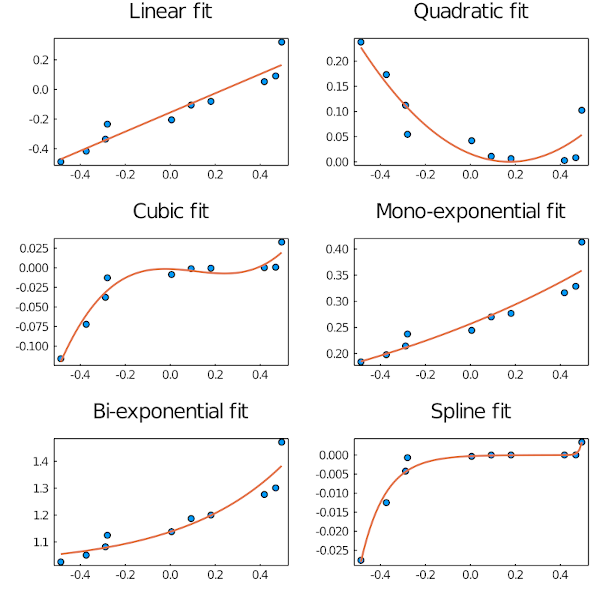 Linear fit
Quadratic fit
0.2
0.0
-0.2
-0.4
-0.4 -0.2 0.0 0.2 0.4
0.20
0.15
0.10
0.05
0.00
-0.4 -0.2 0.0 0.2 0.4
Cubic fit
Mono-exponential fit
0.025
0.000
-0.025
-0.050
-0.075
-0.100
-0.4 -0.2 0.0 0.2 0.4
0.40
0.35
0.30
0.25
0.20
-0.4 -0.2 0.0 0.2 0.4
Bi-exponential fit
Spline fit
1.4
1.3
1.2
1.1
-0.4 -0.2 0.0 0.2 0.4
0.000
-0.005
-0.010
-0.015
-0.020
-0.025
-0.4 -0.2 0.0 0.2 0.4